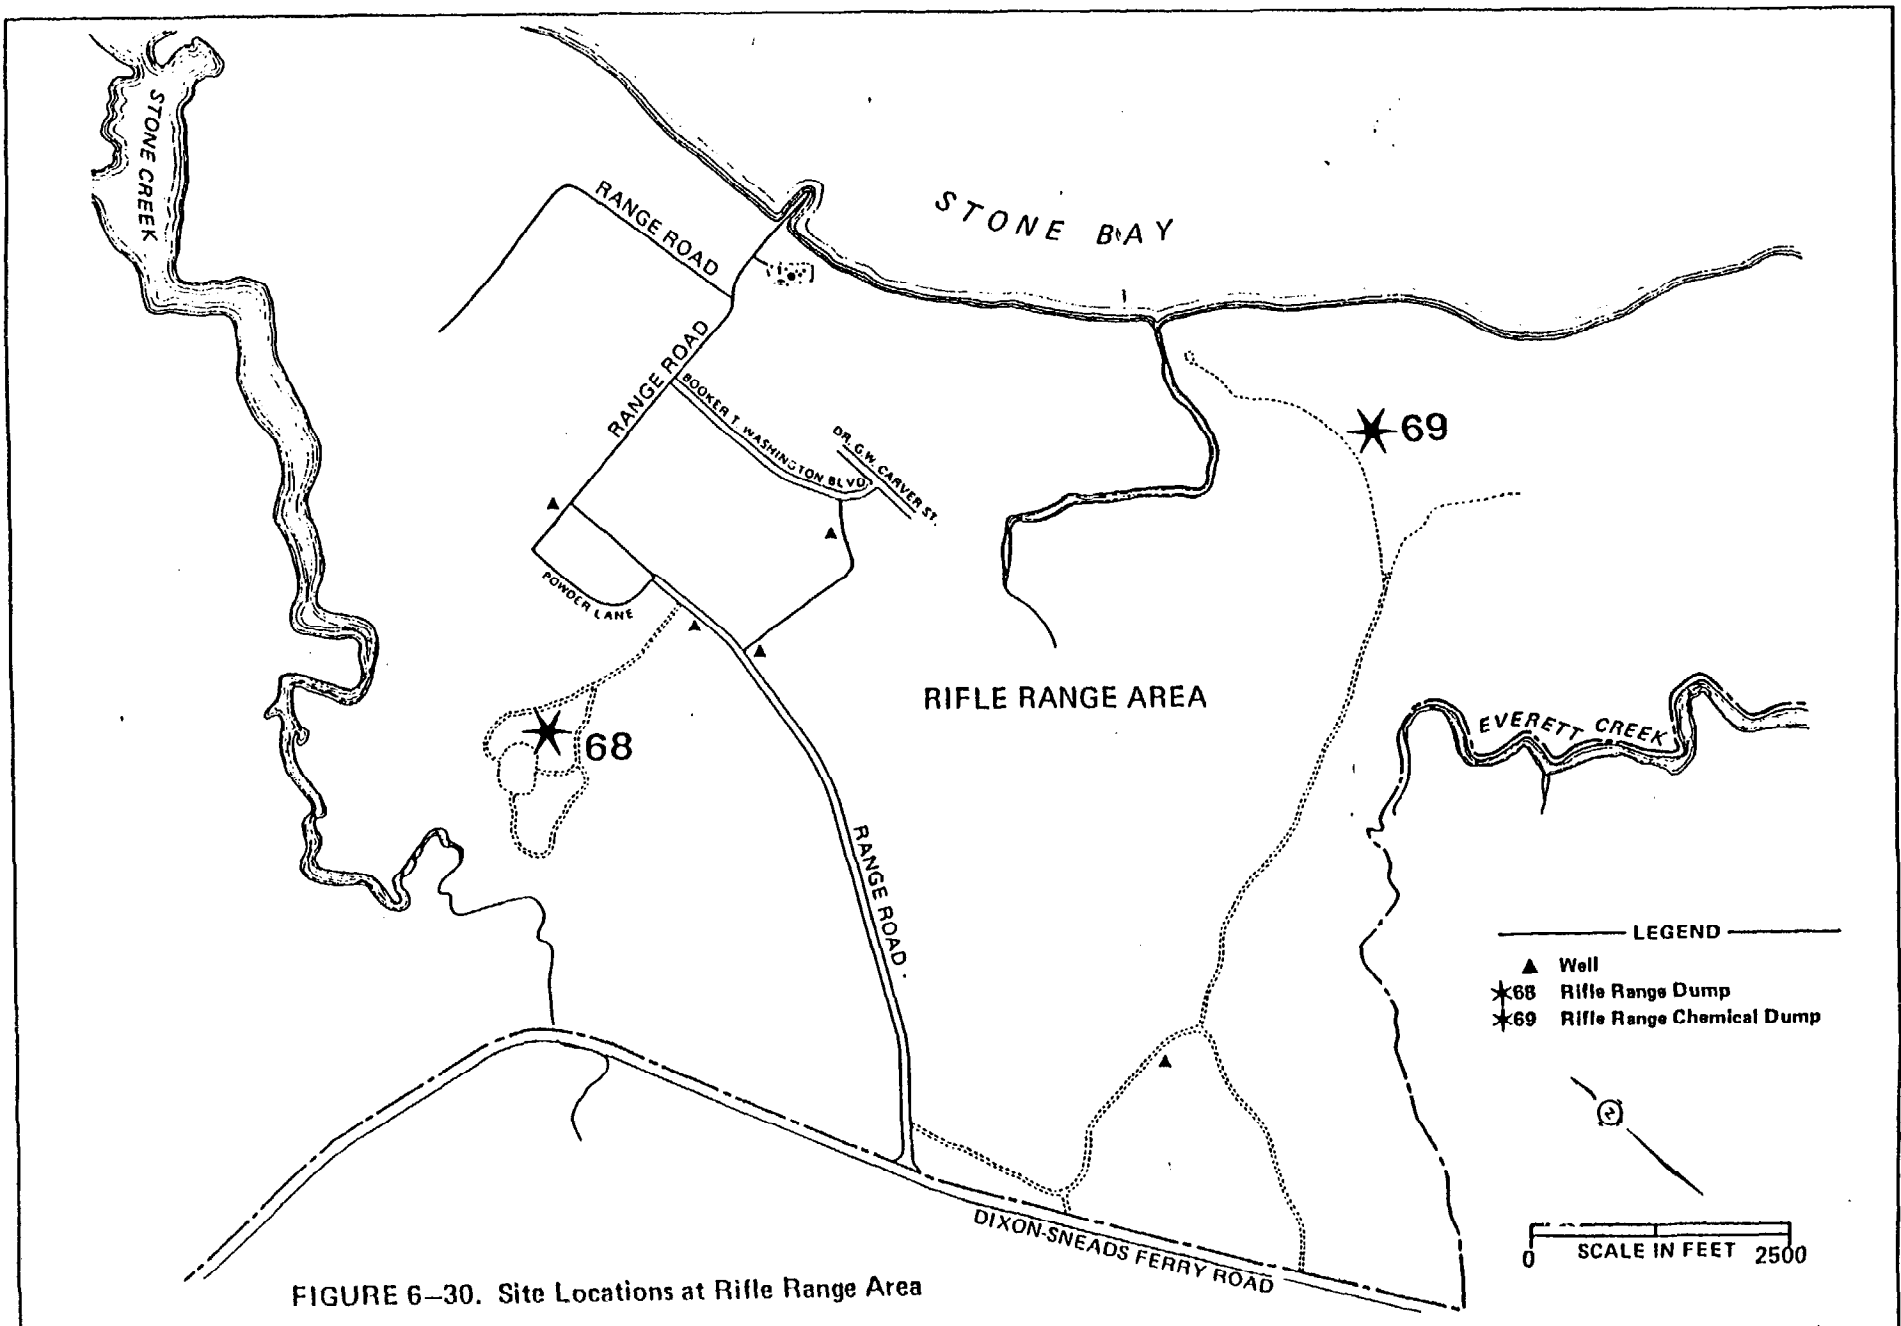 STONE CREEK
RANGE ROAD
STONE BAY
RANGE ROAD
BOOKER T. WASHINGTON BLVD.
DR. G.W. CARVER ST.
69
POWDER LANE
RIFLE RANGE AREA
68
EVERETT CREEK
RANGE ROAD
LEGEND
Well
68 Rifle Range Dump
69 Rifle Range Chemical Dump
N
0 SCALE IN FEET 2500
DIXON-SNEADS FERRY ROAD
FIGURE 6–30. Site Locations at Rifle Range Area